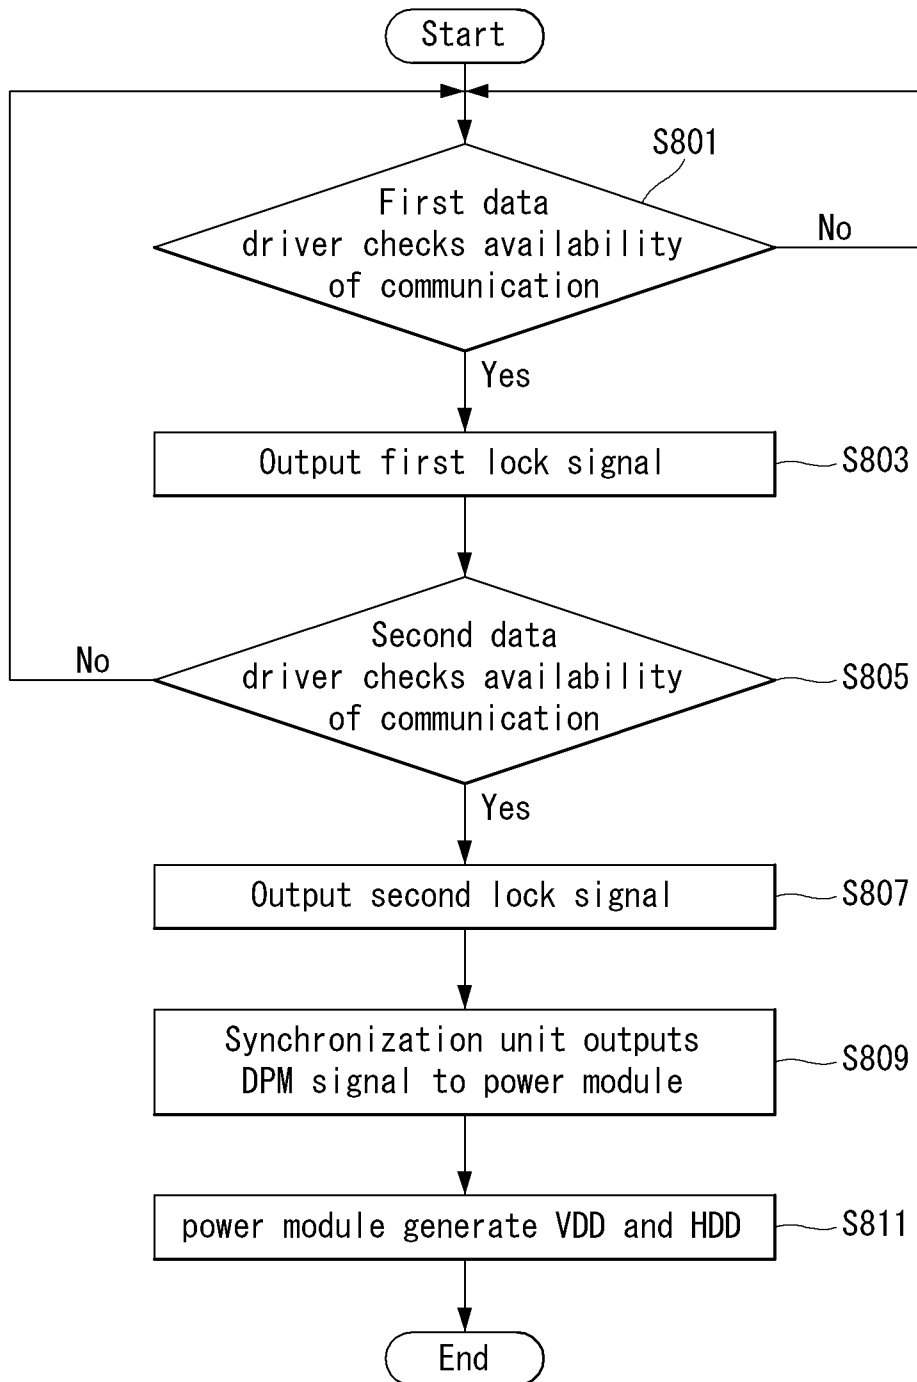 Start
S801
First data
driver checks availability
of communication
No
Yes
Output first lock signal
S803
Second data
driver checks availability
of communication
No
S805
Yes
Output second lock signal
S807
Synchronization unit outputs
DPM signal to power module
S809
power module generate VDD and HDD
S811
End